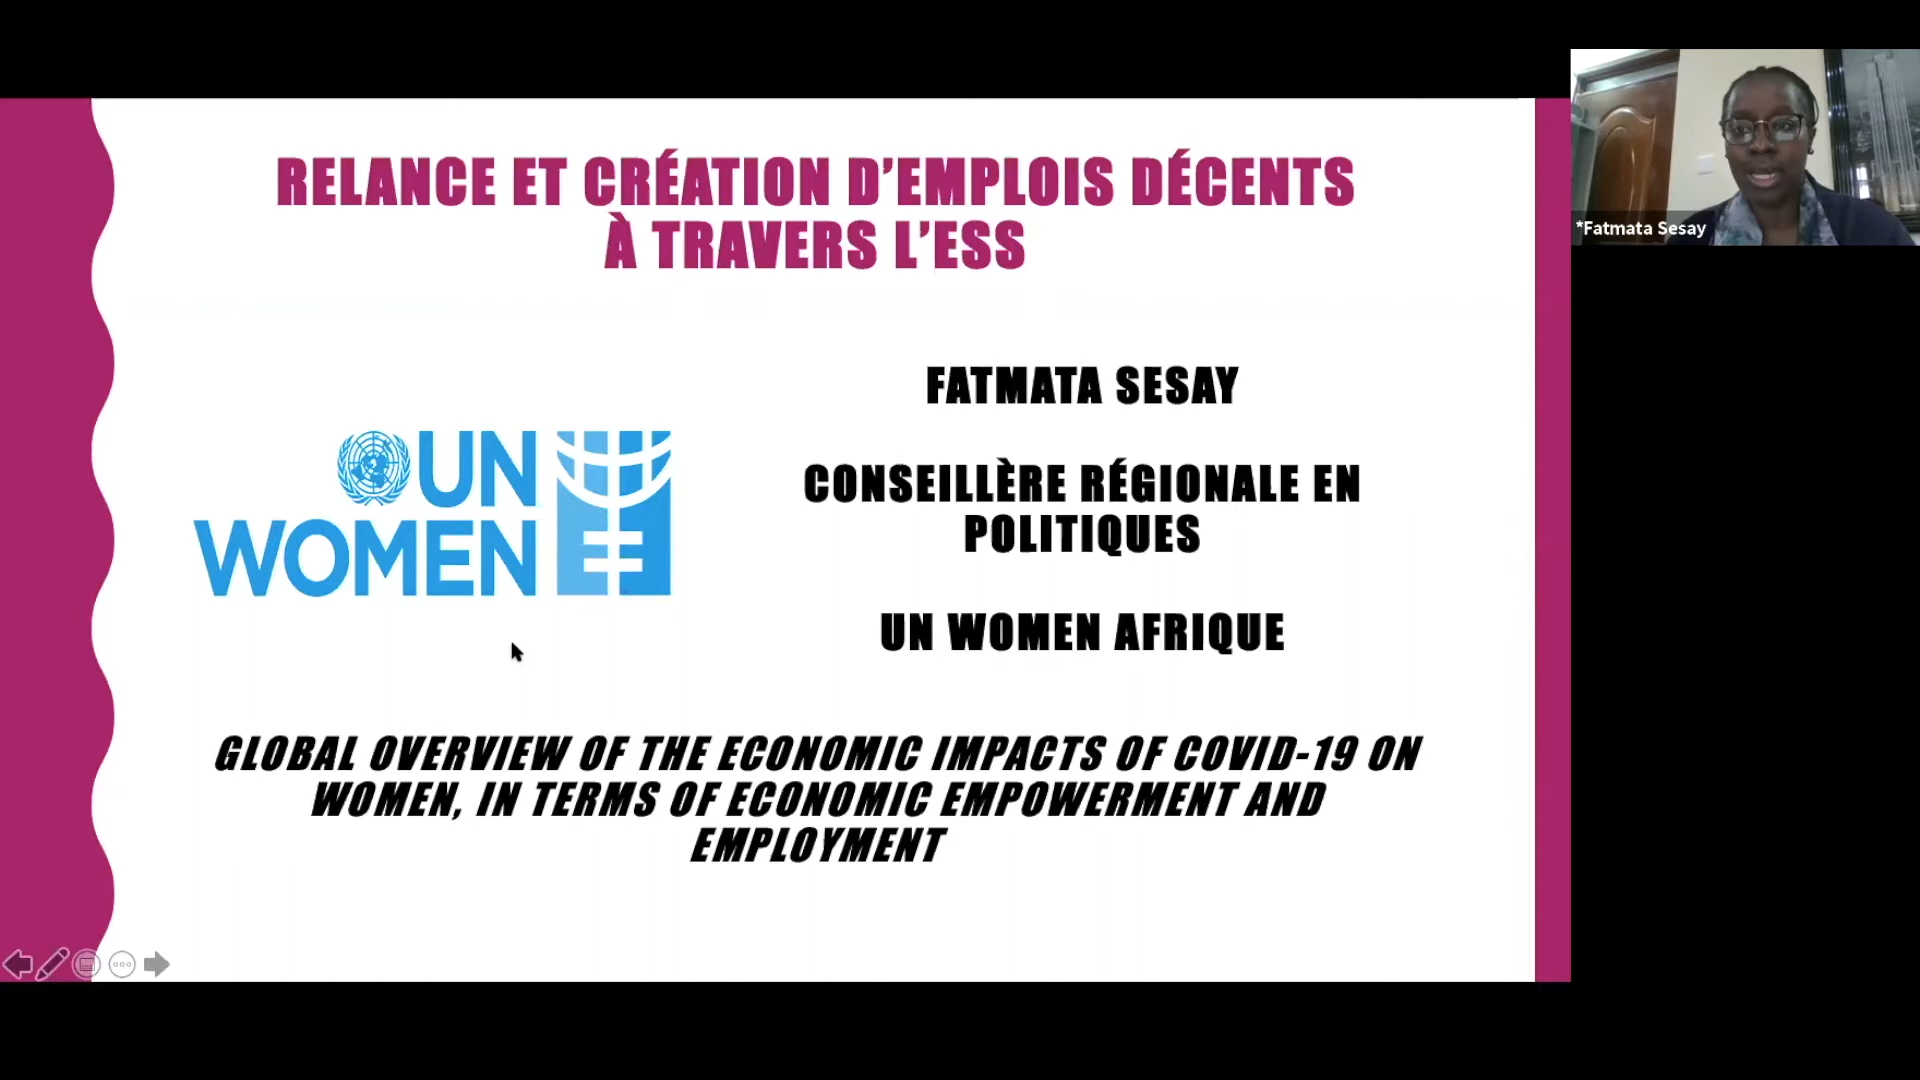 RELANCE ET CRÉATION D’EMPLOIS DÉCENTS
À TRAVERS L’ESS
FATMATA SESAY
CONSEILLÈRE RÉGIONALE EN
POLITIQUES
UN WOMEN AFRIQUE
UN
WOMEN
GLOBAL OVERVIEW OF THE ECONOMIC IMPACTS OF COVID-19 ON
WOMEN, IN TERMS OF ECONOMIC EMPOWERMENT AND
EMPLOYMENT
*Fatmata Sesay